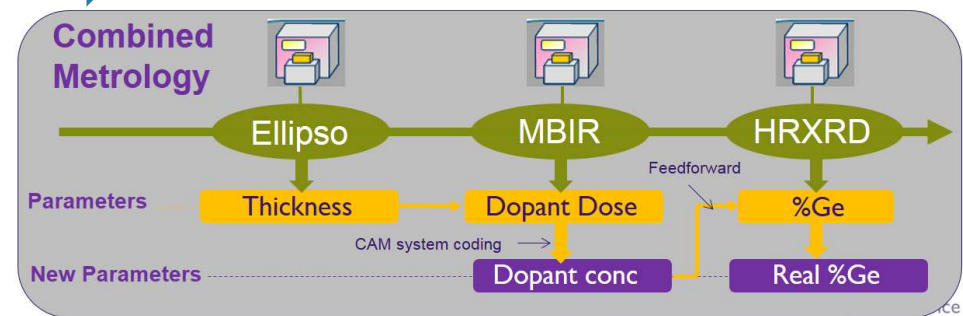 Combined
Metrology
Ellipso
MBIR
HRXRD
Feedforward
Parameters
Thickness
Dopant Dose
%Ge
CAM system coding
New Parameters
Dopant conc
Real %Ge